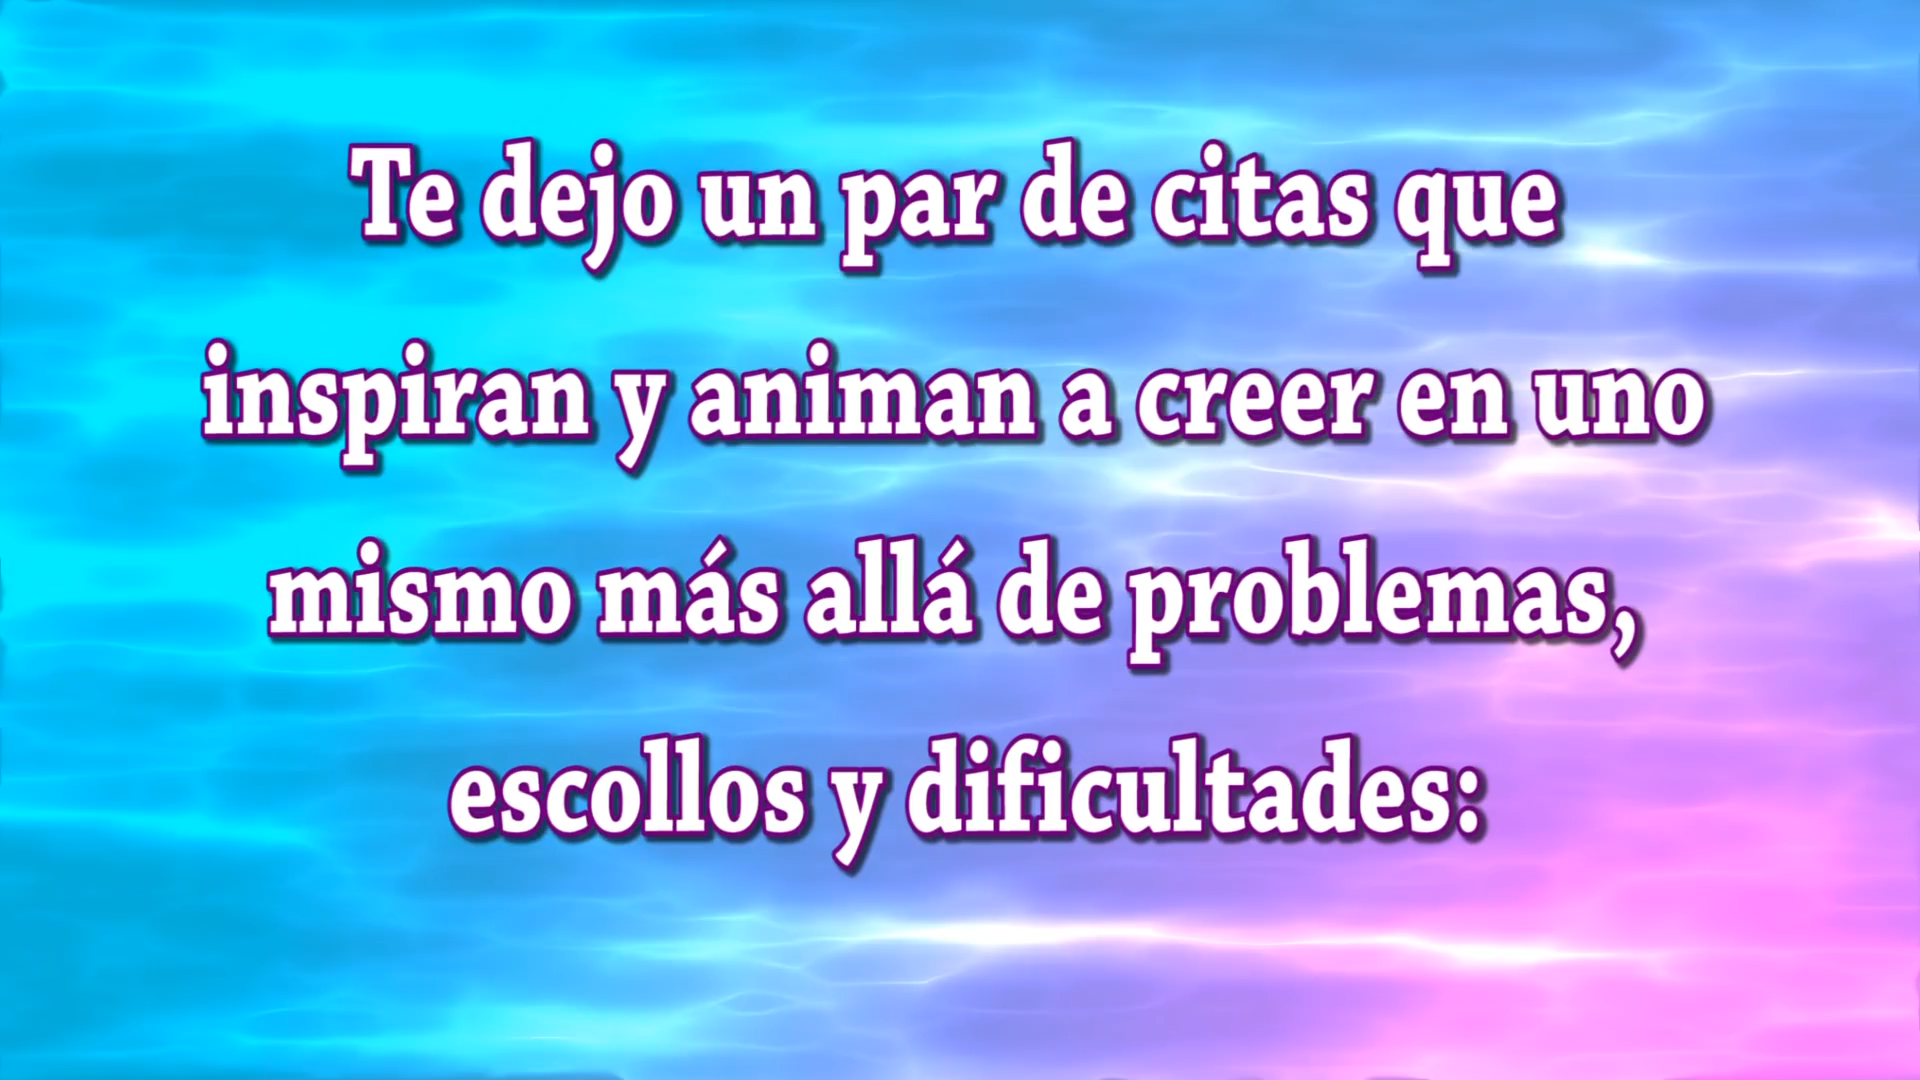 Te dejo un par de citas que
inspiran y animan a creer en uno
mismo más allá de problemas,
escollos y dificultades: